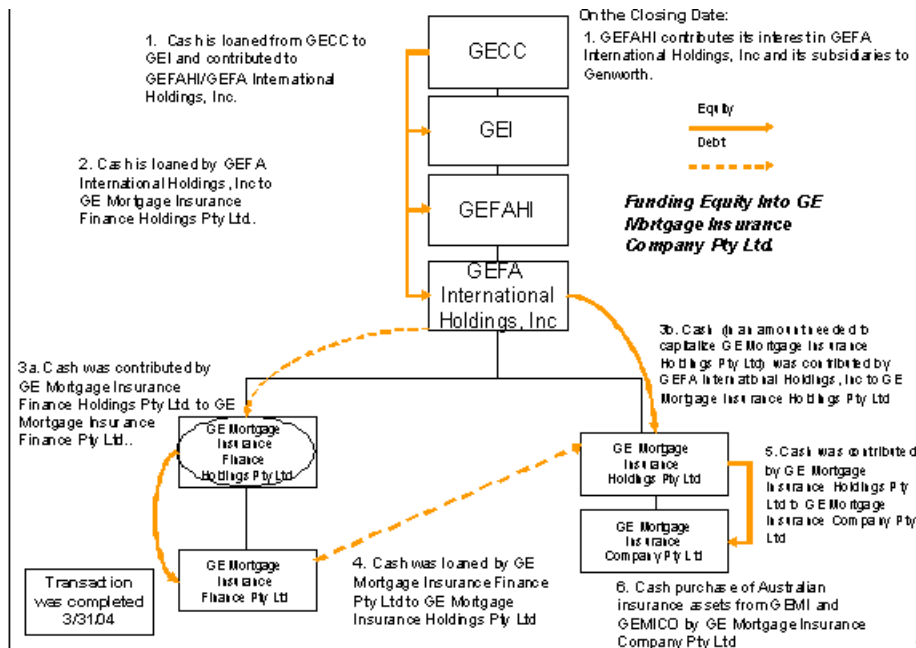 On the Closing Date:
1. Cash is loaned from GECC to
GEI and contributed to
GEFAHI/GEFA International
Holdings, Inc.
GECC
1. GEFAHI contributes its interest in GEFA
International Holdings, Inc and its subsidiaries to
Genworth.
Equity
Debt
GEI
2. Cash is loaned by GEFA
International Holdings, Inc to
GE Mortgage Insurance
Finance Holdings Pty Ltd..
GEFAHI
Funding Equity Into GE
Mortgage Insurance
Company Pty Ltd.
GEFA
International
Holdings, Inc
3a. Cash was contributed by
GE Mortgage Insurance
Finance Holdings Pty Ltd. to GE
Mortgage Insurance
Finance Pty Ltd..
3b. Cash (in an amount needed to
capitalize GE Mortgage Insurance
Holdings Pty Ltd) was contributed by
GEFA International Holdings, Inc to GE
Mortgage Insurance Holdings Pty Ltd
GE Mortgage
Insurance
Finance
Holdings Pty Ltd
GE Mortgage
Insurance
Holdings Pty Ltd
5. Cash was contributed
by GE Mortgage
Insurance Holdings Pty
Ltd to GE Mortgage
Insurance Company Pty
Ltd
GE Mortgage
Insurance
Company Pty Ltd
GE Mortgage
Insurance
Finance Pty Ltd
4. Cash was loaned by GE
Mortgage Insurance Finance
Pty Ltd to GE Mortgage
Insurance Holdings Pty Ltd
Transaction
was completed
3/31.04
6. Cash purchase of Australian
insurance assets from GEMI and
GEMICO by GE Mortgage Insurance
Company Pty Ltd